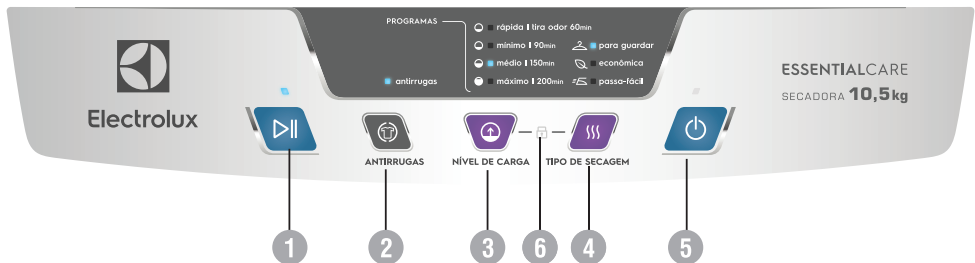 PROGRAMAS
rápida | tira odor 60min
mínimo | 90min
para guardar
médio | 150min
econômica
antirrugas
máximo | 200min
passa-fácil
ESSENTIALCARE
SECADORA 10,5kg
Electrolux
ANTIRRUGAS
NÍVEL DE CARGA
TIPO DE SECAGEM
1
2
3
6
4
5